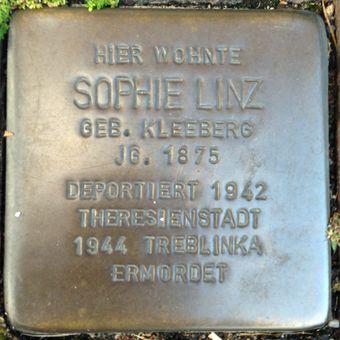 HIER WOHNTE
SOPHIE LINZ
GEB. KLEEBERG
JG. 1875
DEPORTIERT 1942
THERESIENSTADT
1944 TREBLINKA
ERMORDET